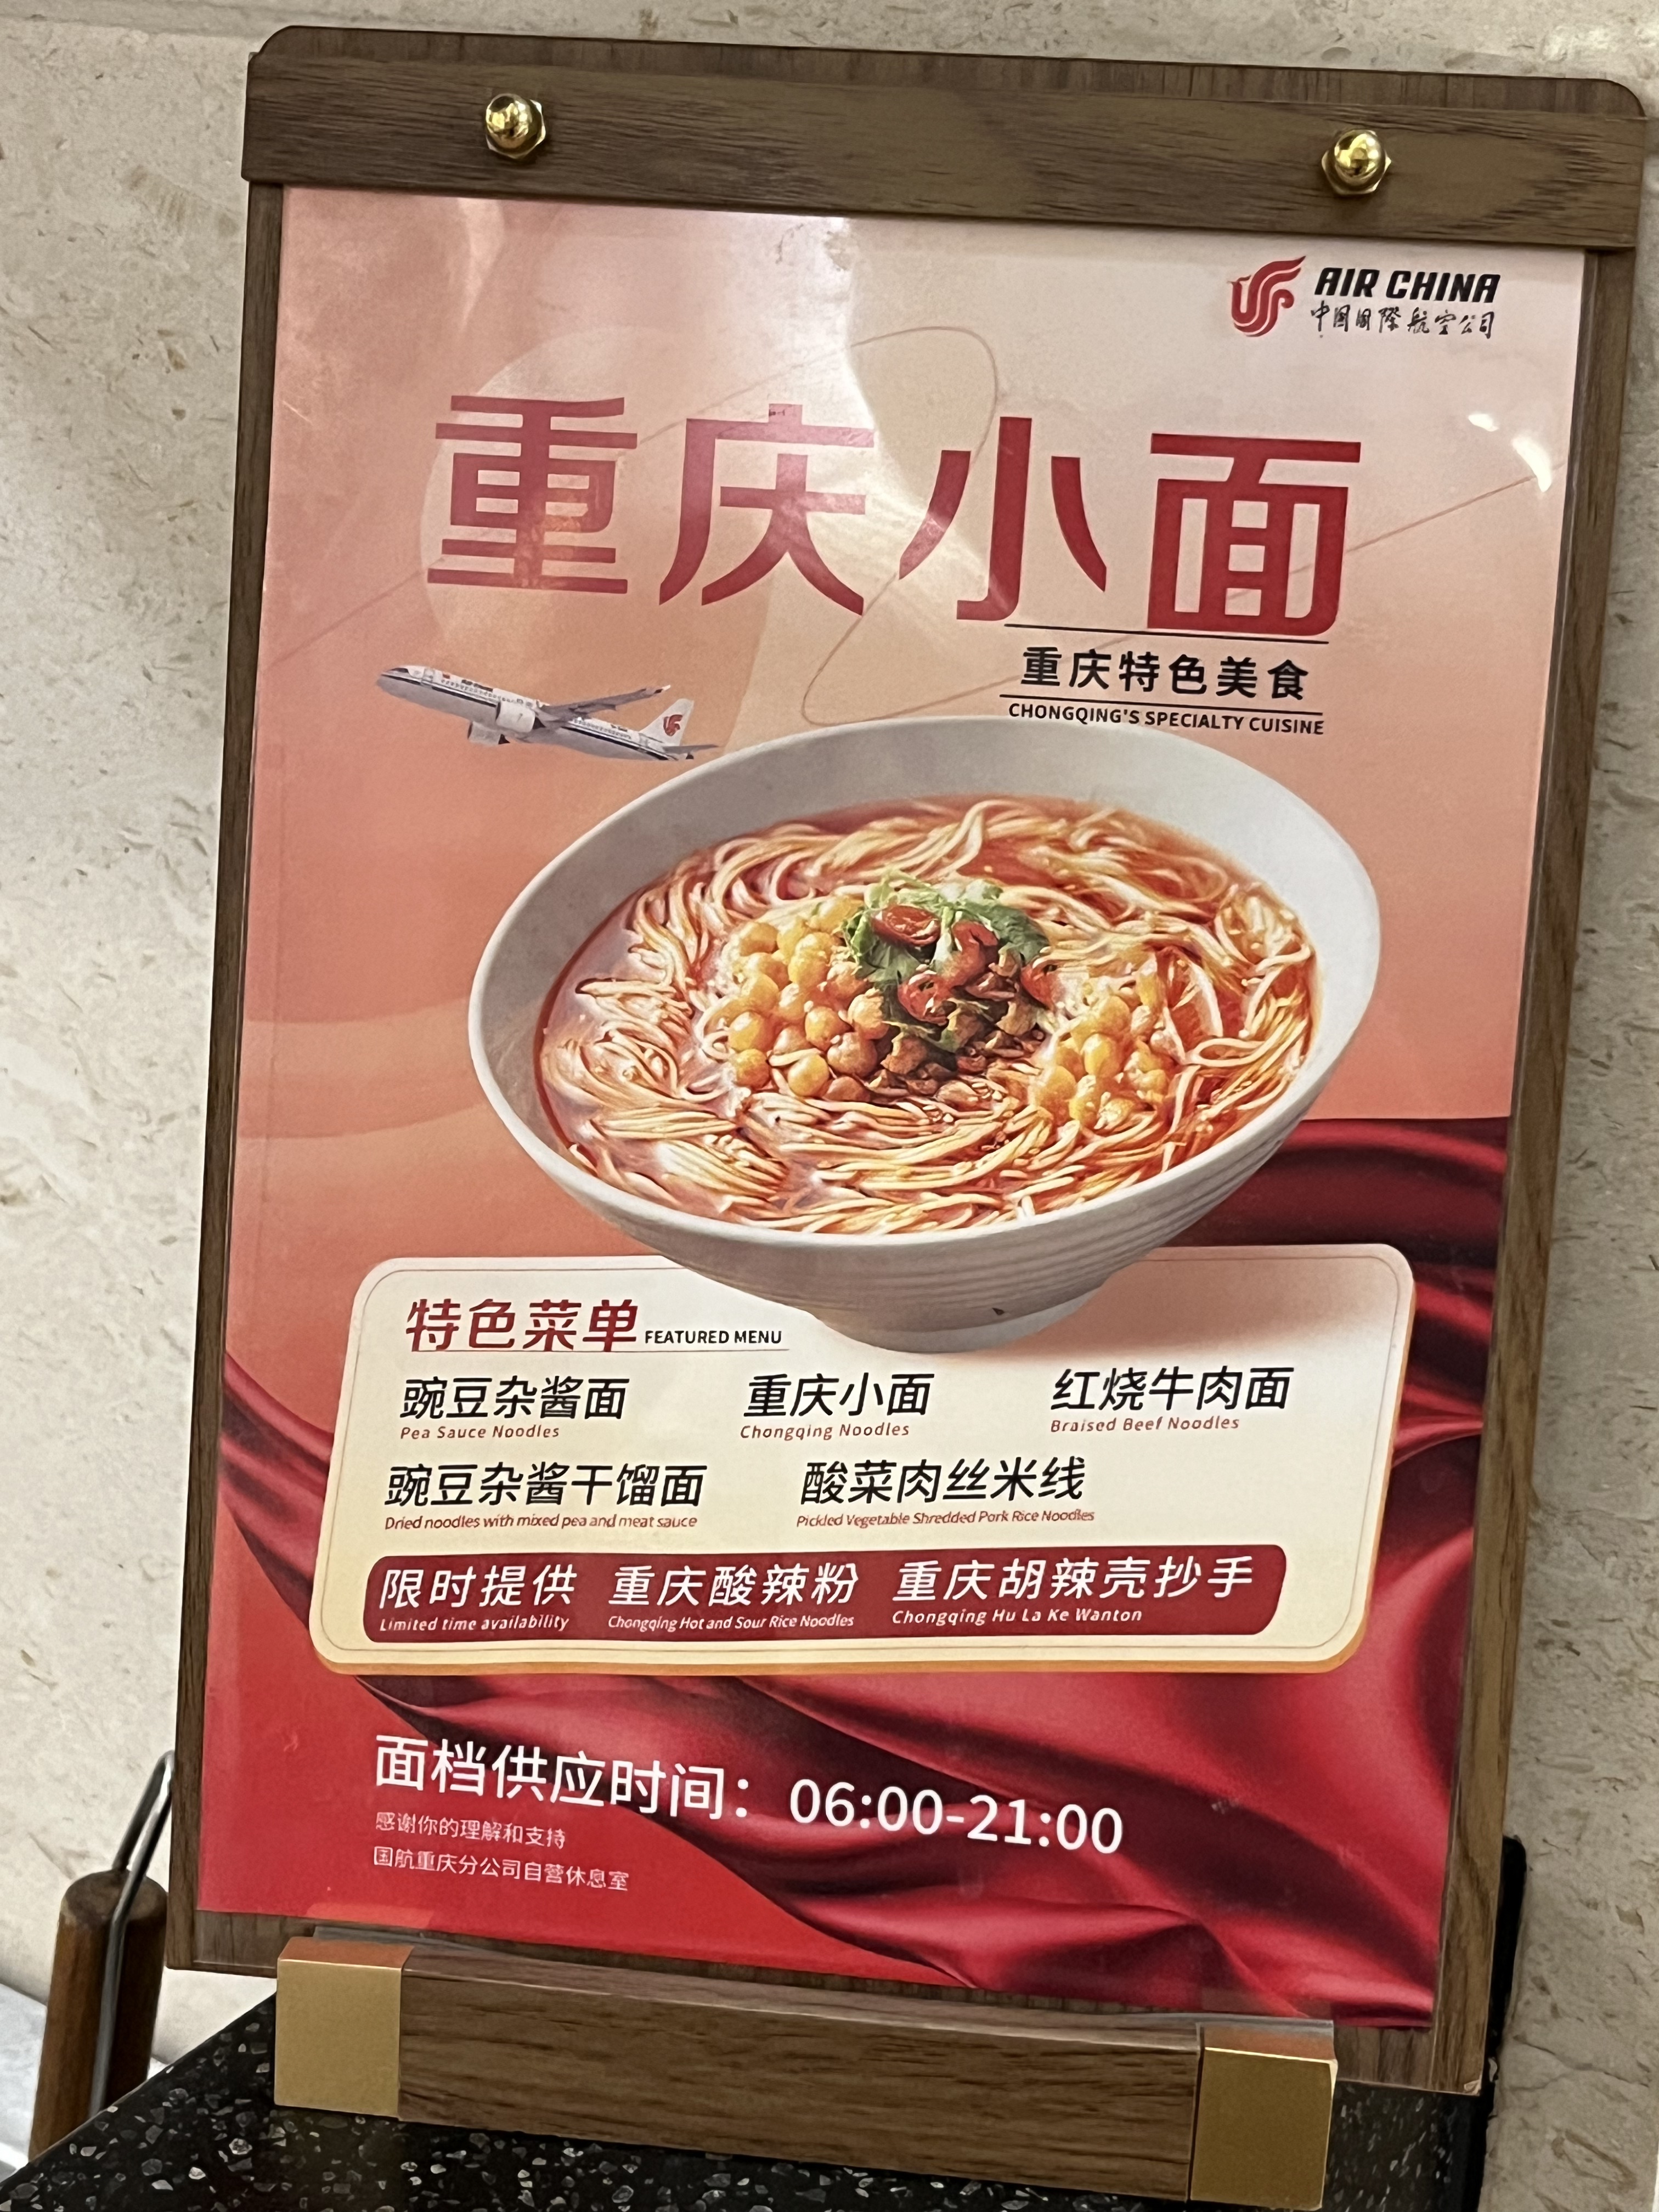 AIR CHINA
中国国際航空公司
重庆小面
重庆特色美食
CHONGQING'S SPECIALTY CUISINE
特色菜单 FEATURED MENU
豌豆杂酱面 重庆小面 红烧牛肉面
Pea Sauce Noodles Chongqing Noodles Braised Beef Noodles
豌豆杂酱干馏面 酸菜肉丝米线
Dried noodles with mixed pea and meat sauce Pickled Vegetable Shredded Pork Rice Noodles
限时提供 重庆酸辣粉 重庆胡辣壳抄手
Limited time availability Chongqing Hot and Sour Rice Noodles Chongqing Hu La Ke Wanton
面档供应时间：06:00-21:00
感谢你的理解和支持
国航重庆分公司自营休息室